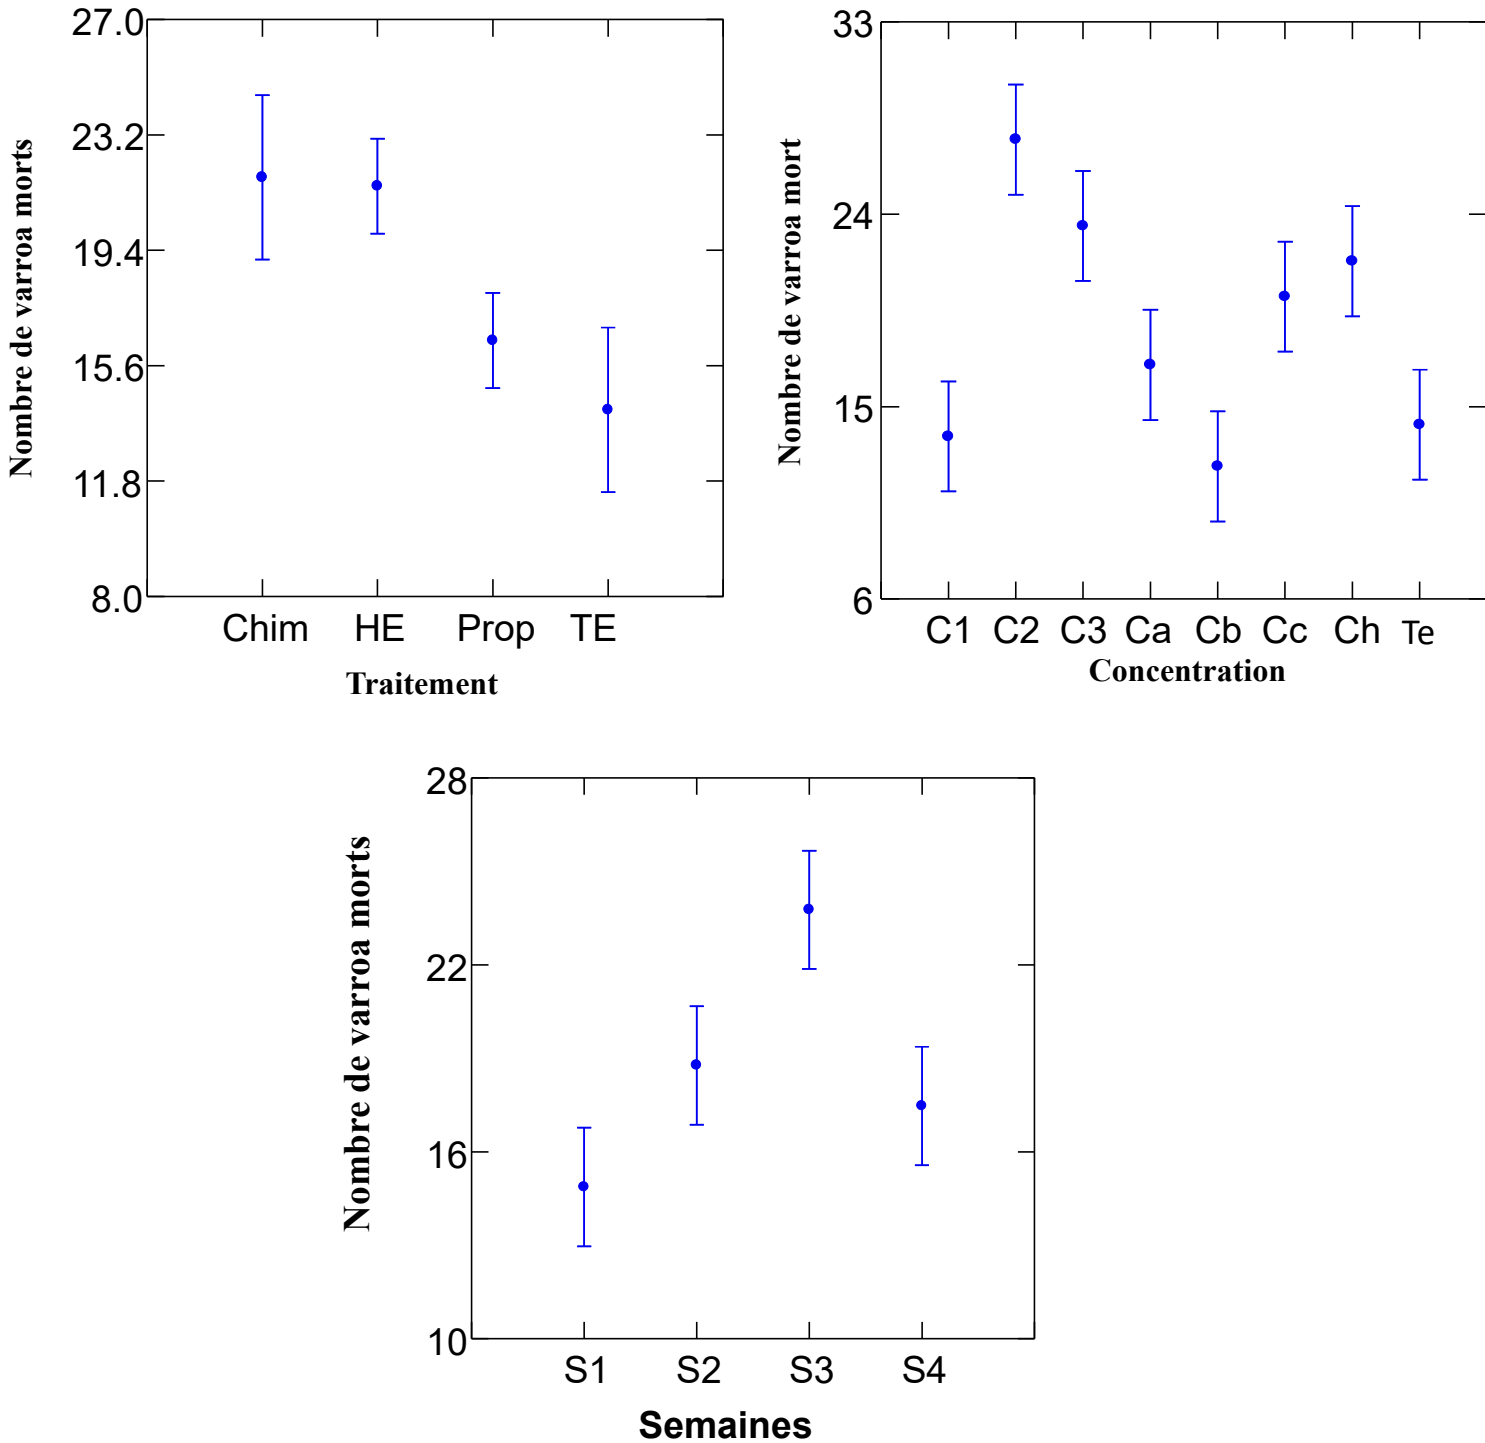 Nombre de varroa morts
27.0
23.2
19.4
15.6
11.8
8.0
Chim HE Prop TE
Traitement
Nombre de varroa mort
33
24
15
6
C1 C2 C3 Ca Cb Cc Ch Te
Concentration
Nombre de varroa morts
28
22
16
10
S1 S2 S3 S4
Semaines